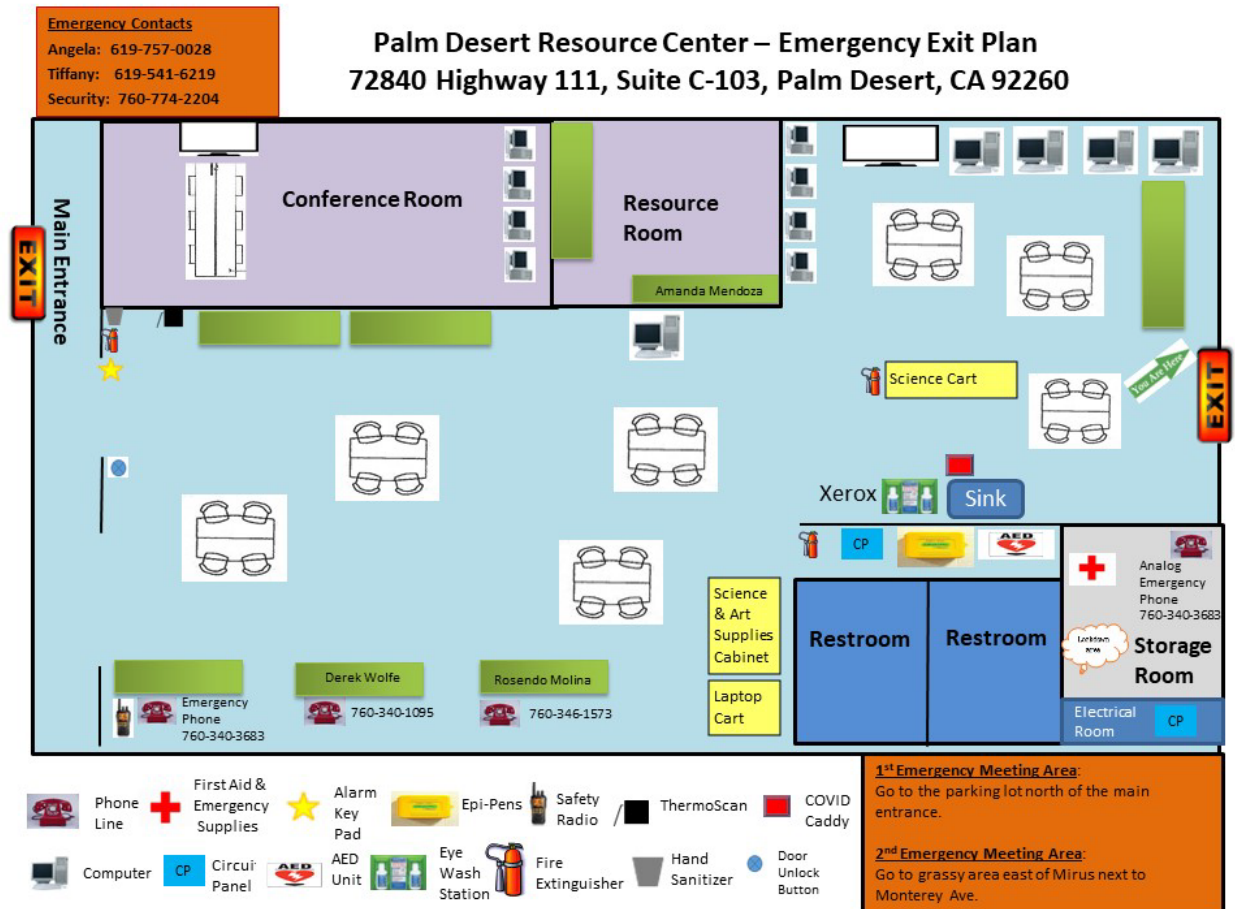 Emergency Contacts
Angela: 619-757-0028
Tiffany: 619-541-6219
Security: 760-774-2204
Palm Desert Resource Center – Emergency Exit Plan
72840 Highway 111, Suite C-103, Palm Desert, CA 92260
Main Entrance
EXIT
Conference Room
Resource
Room
Amanda Mendoza
Science Cart
You Are Here
EXIT
Xerox
Sink
CP
AED
Analog
Emergency
Phone
760-340-3683
Lockdown
area
Storage
Room
Science
& Art
Supplies
Cabinet
Restroom
Restroom
Laptop
Cart
Electrical
Room
CP
Derek Wolfe
Rosendo Molina
Emergency
Phone
760-340-3683
760-340-1095
760-346-1573
Phone
Line
First Aid &
Emergency
Supplies
Alarm
Key
Pad
Epi-Pens
Safety
Radio
ThermoScan
COVID
Caddy
Computer
CP
Circui
Panel
AED
AED
Unit
Eye
Wash
Station
Fire
Extinguisher
Hand
Sanitizer
Door
Unlock
Button
1st Emergency Meeting Area:
Go to the parking lot north of the main
entrance.
2nd Emergency Meeting Area:
Go to grassy area east of Mirus next to
Monterey Ave.